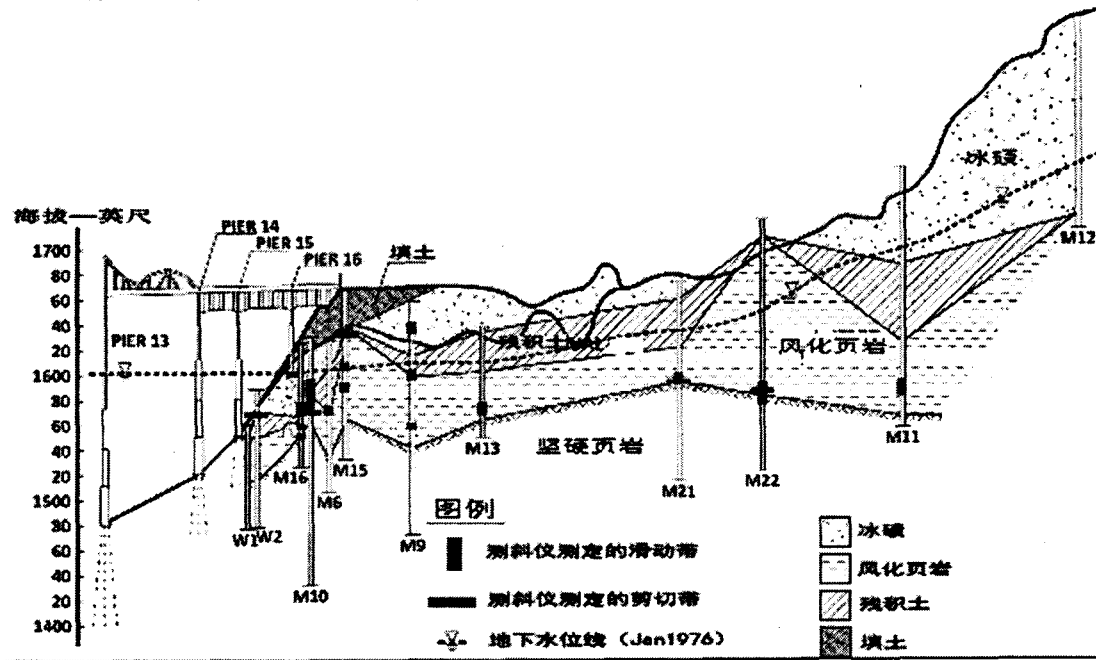 海拔—英尺
PIER 14
PIER 15
PIER 16
填土
冰碛
PIER 13
1700
80
60
40
20
1600
80
60
40
20
1500
80
60
40
20
1400
残积土
风化页岩
坚硬页岩
W1
W2
M16
M10
M6
M15
M9
M13
M21
M22
M11
M12
图例
测斜仪测定的滑动带
测斜仪测定的剪切带
地下水位线（Jan1976）
冰碛
风化页岩
残积土
填土